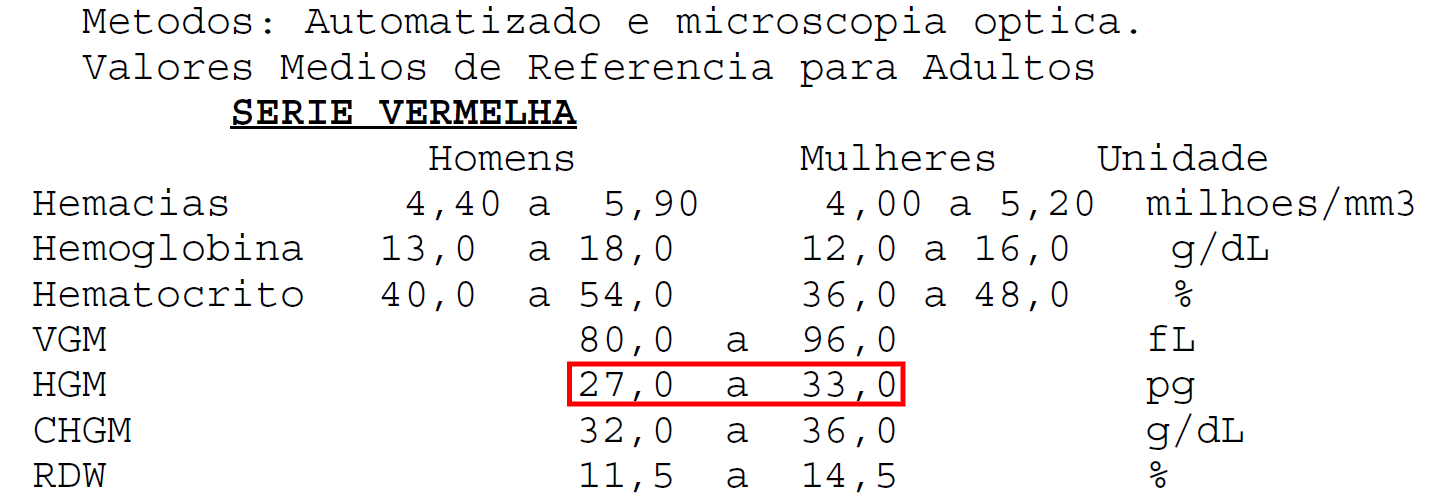 Metodos: Automatizado e microscopia optica.
Valores Medios de Referencia para Adultos
SERIE VERMELHA
Homens Mulheres Unidade
Hemacias 4,40 a 5,90 4,00 a 5,20 milhoes/mm3
Hemoglobina 13,0 a 18,0 12,0 a 16,0 g/dL
Hematocrito 40,0 a 54,0 36,0 a 48,0 %
VGM 80,0 a 96,0 fL
HGM 27,0 a 33,0 pg
CHGM 32,0 a 36,0 g/dL
RDW 11,5 a 14,5 %